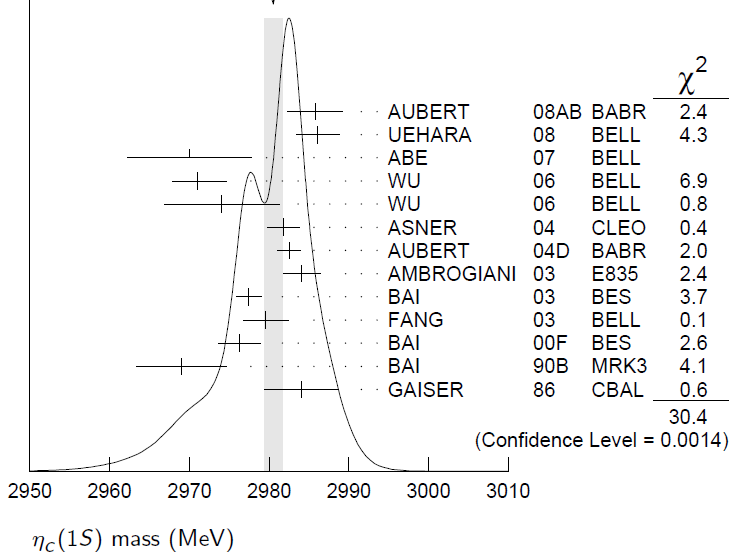 χ²
AUBERT 08AB BABR 2.4
UEHARA 08 BELL 4.3
ABE 07 BELL
WU 06 BELL 6.9
WU 06 BELL 0.8
ASNER 04 CLEO 0.4
AUBERT 04D BABR 2.0
AMBROGIANI 03 E835 2.4
BAI 03 BES 3.7
FANG 03 BELL 0.1
BAI 00F BES 2.6
BAI 90B MRK3 4.1
GAISER 86 CBAL 0.6
30.4
(Confidence Level = 0.0014)
2950 2960 2970 2980 2990 3000 3010
η_c(1S) mass (MeV)